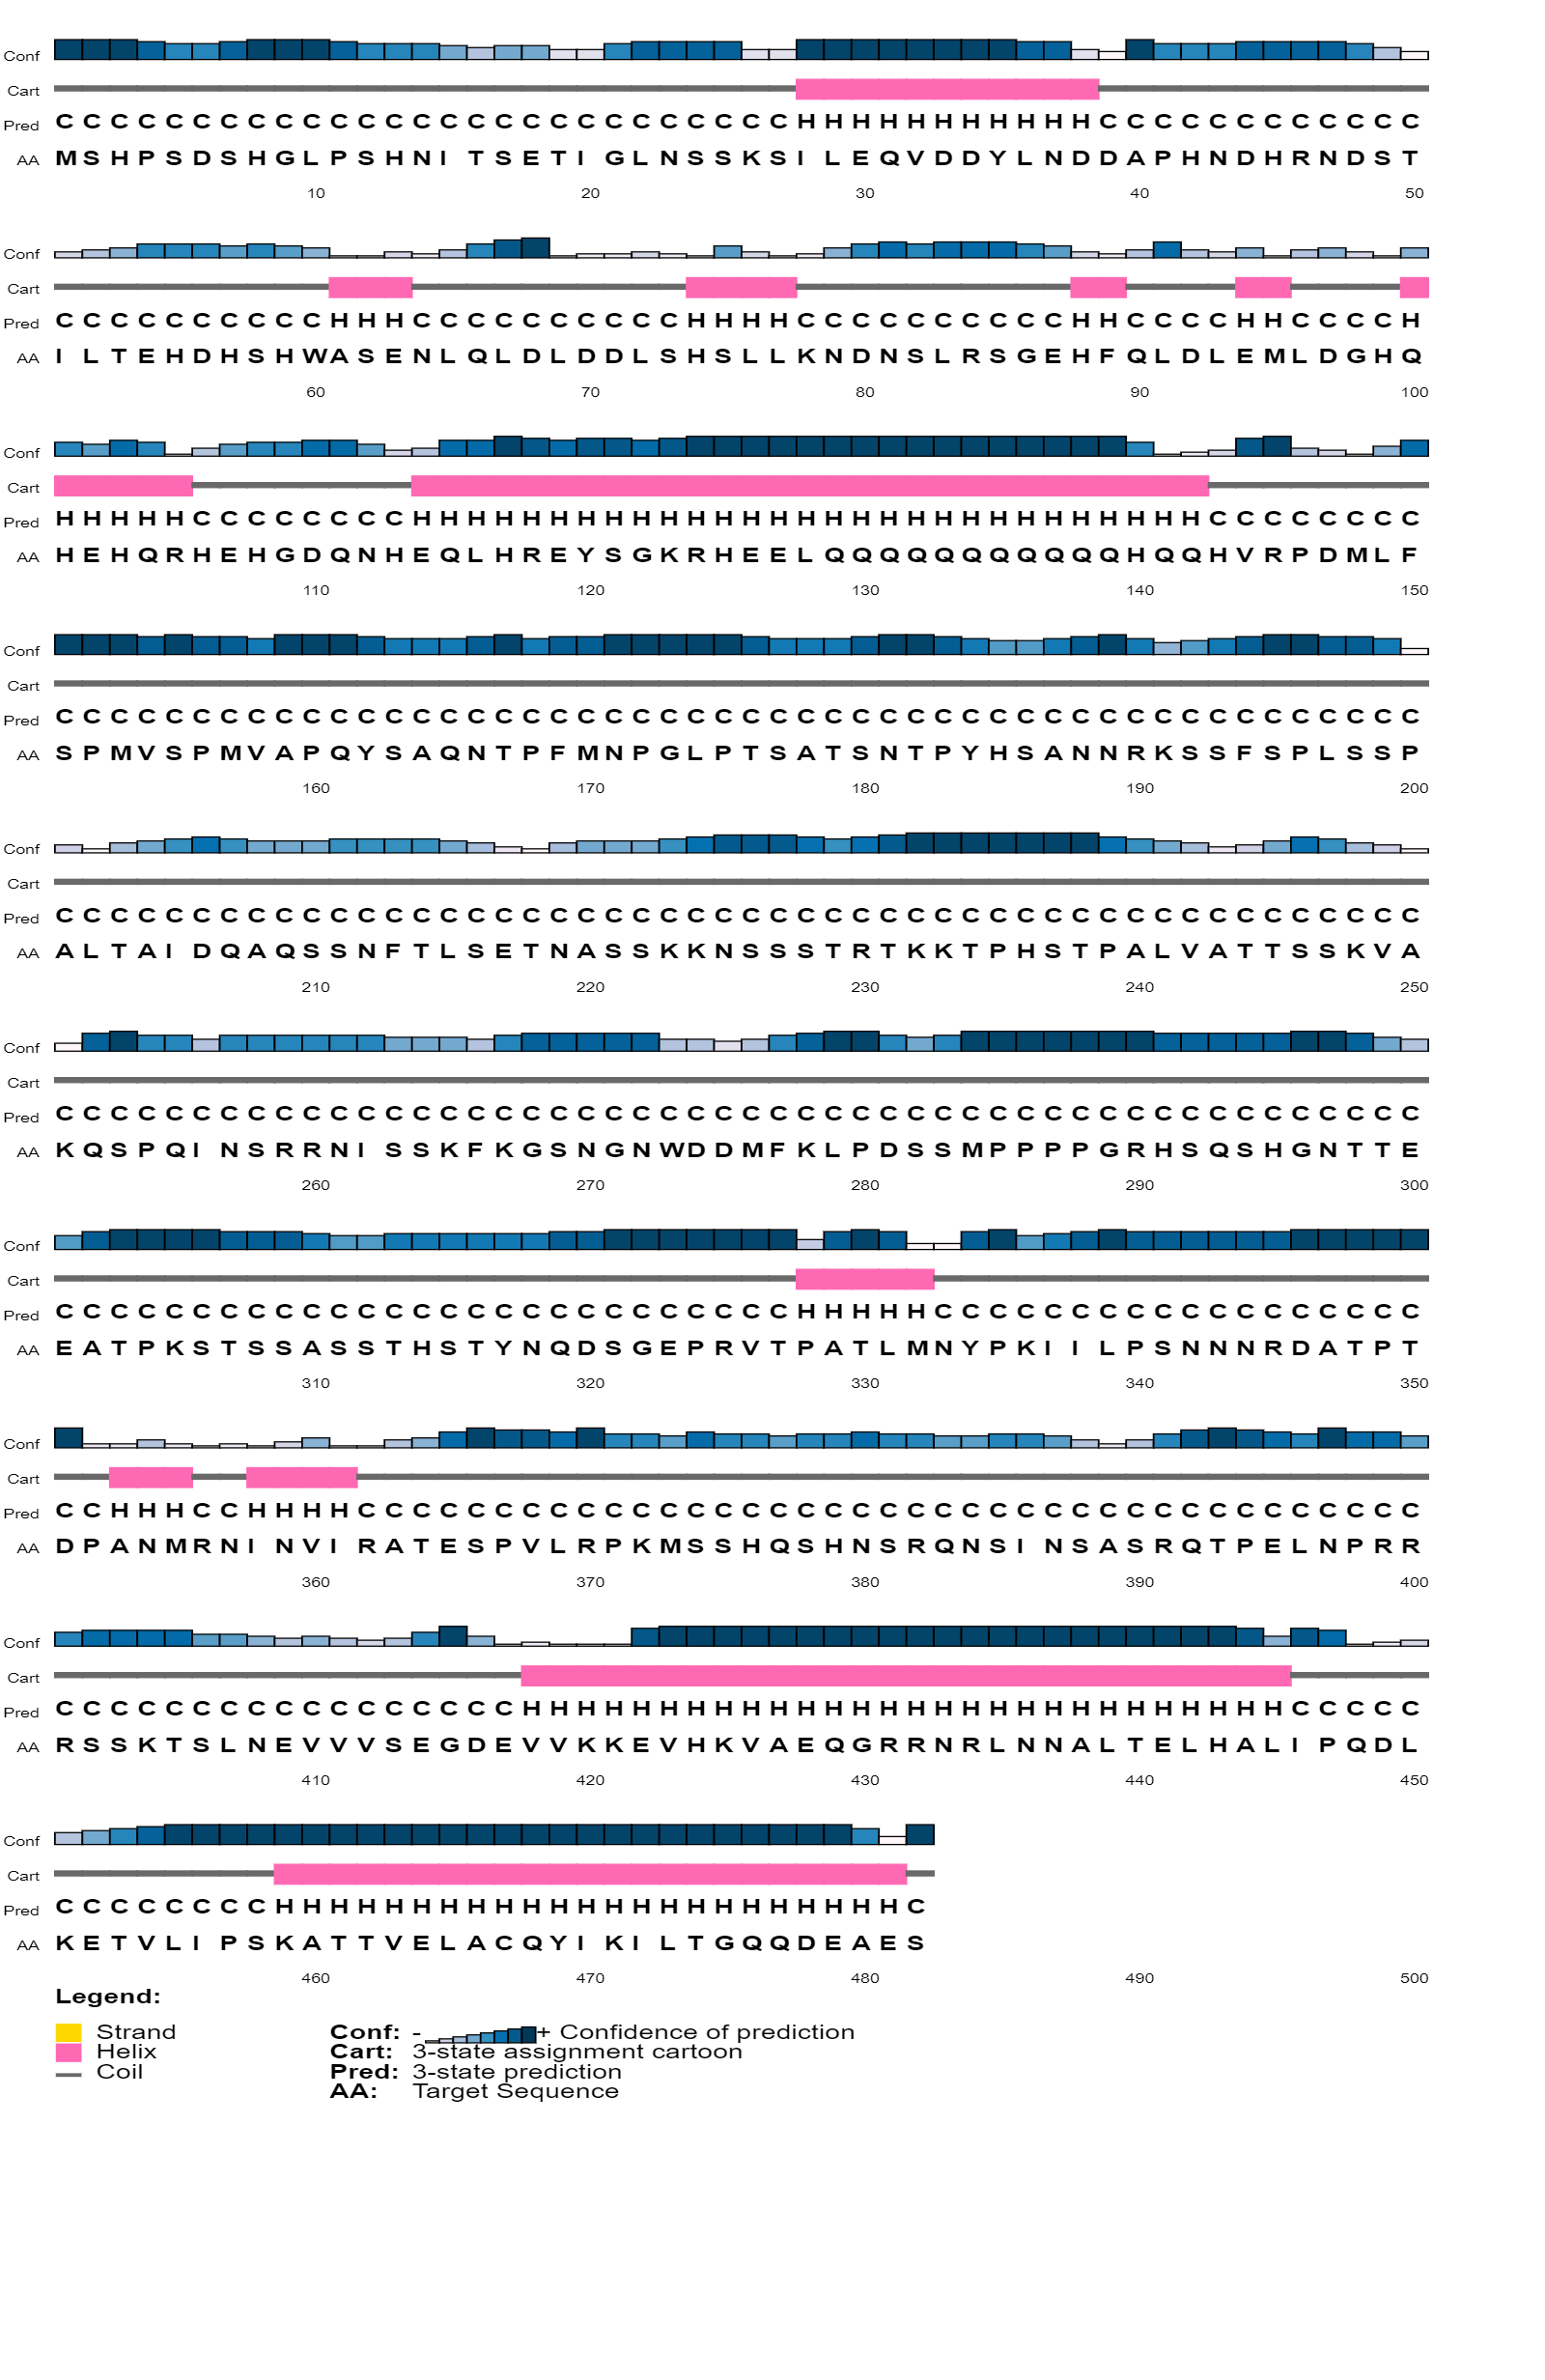 Conf
Cart
Pred CCCCCCCCCCCCCCCCCCCCCCCCCCCHHHHHHHHHHHCCCCCCCCCCCC
AA MSHPSDSHGLPSHNITSETIGLNSSKSILEQVDDYLNDDAPHNDHRNDST
10 20 30 40 50
Conf
Cart
Pred CCCCCCCCCCHHHCCCCCCCCCCHHHHCCCCCCCCCCHHCCCCHHCCCCH
AA ILTEHDHSHWASENLQLDLDDLSHSLLKNDNSLRSGEHFQLDLEMLDGHQ
60 70 80 90 100
Conf
Cart
Pred HHHHHCCCCCCCCHHHHHHHHHHHHHHHHHHHHHHHHHHHHHCCCCCCCC
AA HEHQRHEHGDQNHEQLHREYSGKRHEELQQQQQQQQQQQHQQHVRPDMLF
110 120 130 140 150
Conf
Cart
Pred CCCCCCCCCCCCCCCCCCCCCCCCCCCCCCCCCCCCCCCCCCCCCCCCCC
AA SPMVSPMVAPQYSAQNTPFMNPGLPTSATSNTPYHSANNRKSSFSPLSSP
160 170 180 190 200
Conf
Cart
Pred CCCCCCCCCCCCCCCCCCCCCCCCCCCCCCCCCCCCCCCCCCCCCCCCCC
AA ALTAIDQAQSSNFTLSETNASSKKNSSSTRTKKTPHSTPALVATTSSKVA
210 220 230 240 250
Conf
Cart
Pred CCCCCCCCCCCCCCCCCCCCCCCCCCCCCCCCCCCCCCCCCCCCCCCCCC
AA KQSPQINSRRNISSKFKGSNGNWDDMFKLPDSSMPPPPGRHSQSHGNTTE
260 270 280 290 300
Conf
Cart
Pred CCCCCCCCCCCCCCCCCCCCCCCCCCCHHHHHCCCCCCCCCCCCCCCCCC
AA EATPKSTSSASSTHSTYNQDSGEPRVTPATLMNYPKIILPSNNNRDATPT
310 320 330 340 350
Conf
Cart
Pred CCHHHCCHHHHCCCCCCCCCCCCCCCCCCCCCCCCCCCCCCCCCCCCCCC
AA DPANMRNINVIRATESPVLRPKMSSHQSHNSRQNSINSASRQTPELNPRR
360 370 380 390 400
Conf
Cart
Pred CCCCCCCCCCCCCCCCCHHHHHHHHHHHHHHHHHHHHHHHHHHHHCCCCC
AA RSSKTSLNEVVVSEGDEVVKKEVHKVAEQGRRNRLNNALTELHALIPQDL
410 420 430 440 450
Conf
Cart
Pred CCCCCCCCHHHHHHHHHHHHHHHHHHHHHHHC
AA KETVLIPSKATTVELACQYIKILTGQQDEAES
460 470 480 490 500
Legend:
Strand Conf: - + Confidence of prediction
Helix Cart: 3-state assignment cartoon
Coil Pred: 3-state prediction
AA: Target Sequence